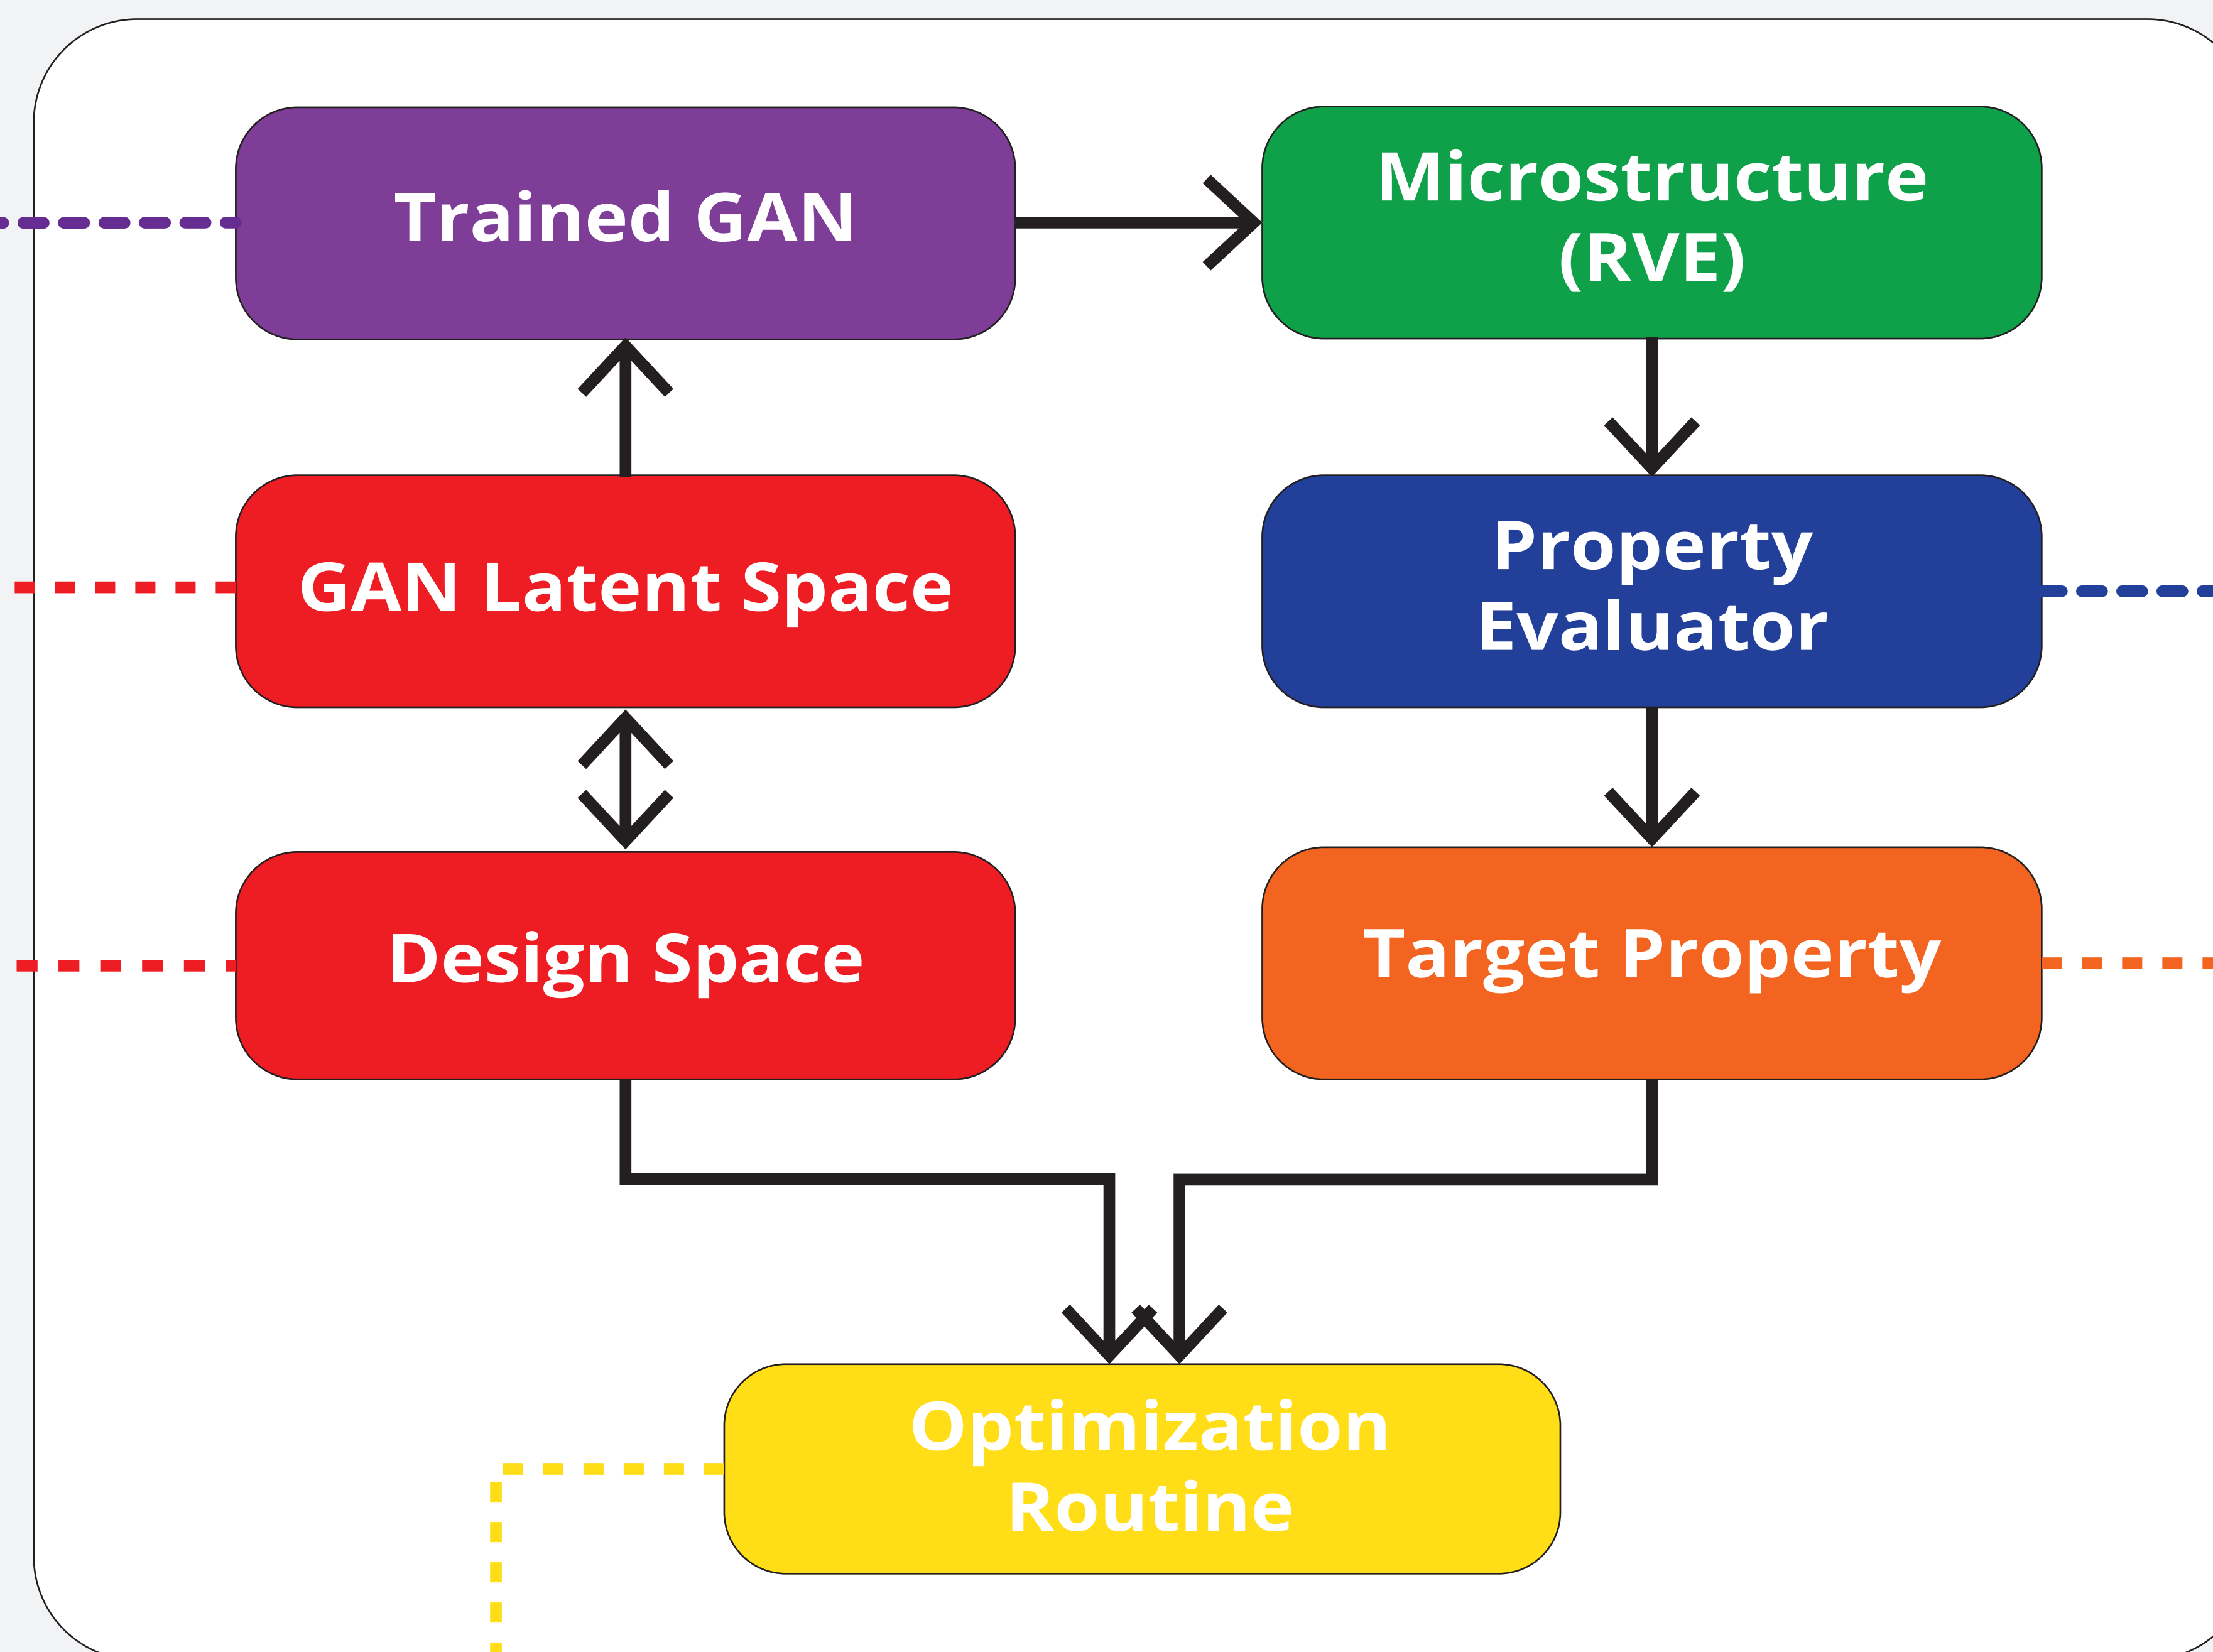 Trained GAN
Microstructure
(RVE)
GAN Latent Space
Property
Evaluator
Design Space
Target Property
Optimization
Routine